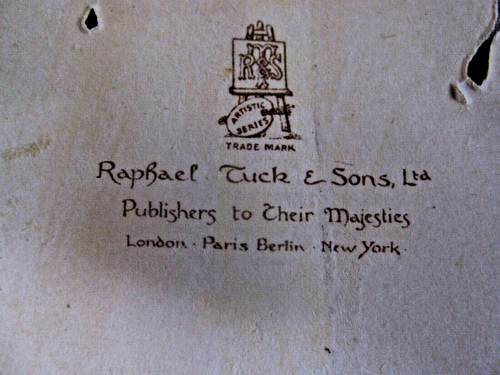 RTS
&
ARTISTIC
SERIES
TRADE MARK
Raphael Tuck & Sons, Ltd
Publishers to Their Majesties
London · Paris Berlin · New York ·